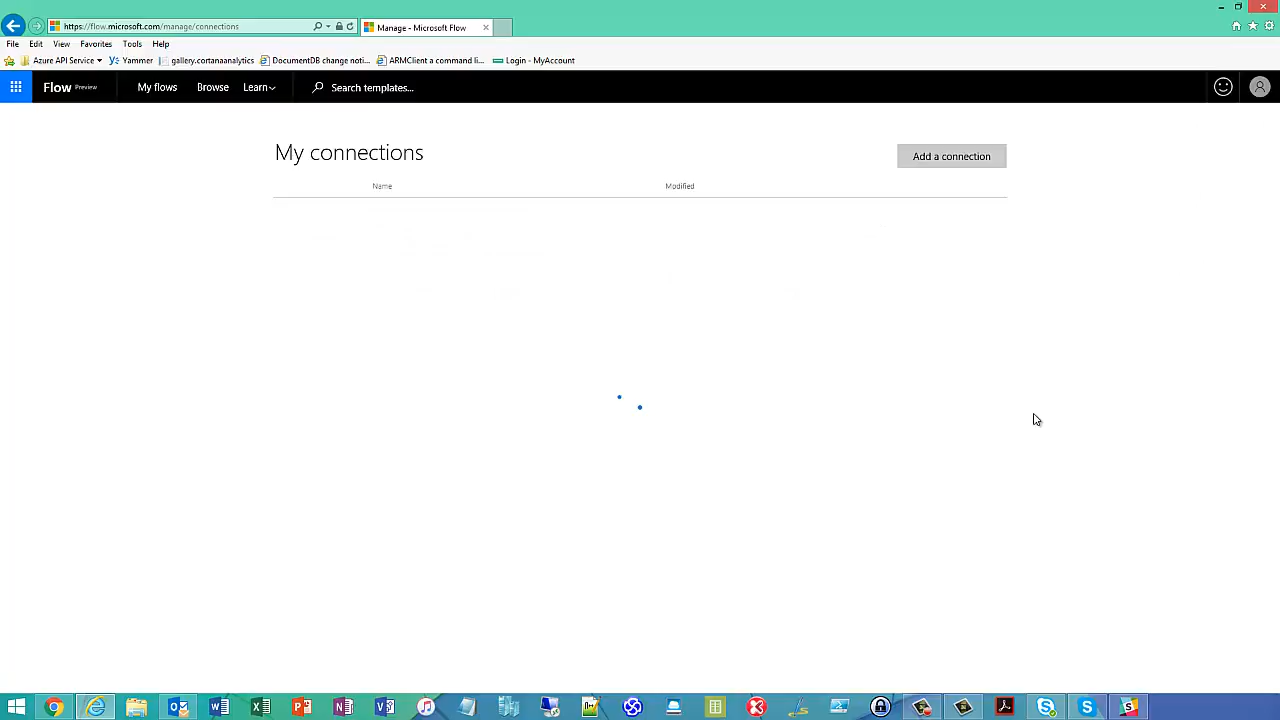 https://flow.microsoft.com/manage/connections
Manage - Microsoft Flow
File Edit View Favorites Tools Help
Azure API Service Yammer gallery.cortanaanalytics DocumentDB change noti... ARMClient a command li... Login - MyAccount
Flow Preview My flows Browse Learn Search templates...
My connections
Add a connection
Name Modified